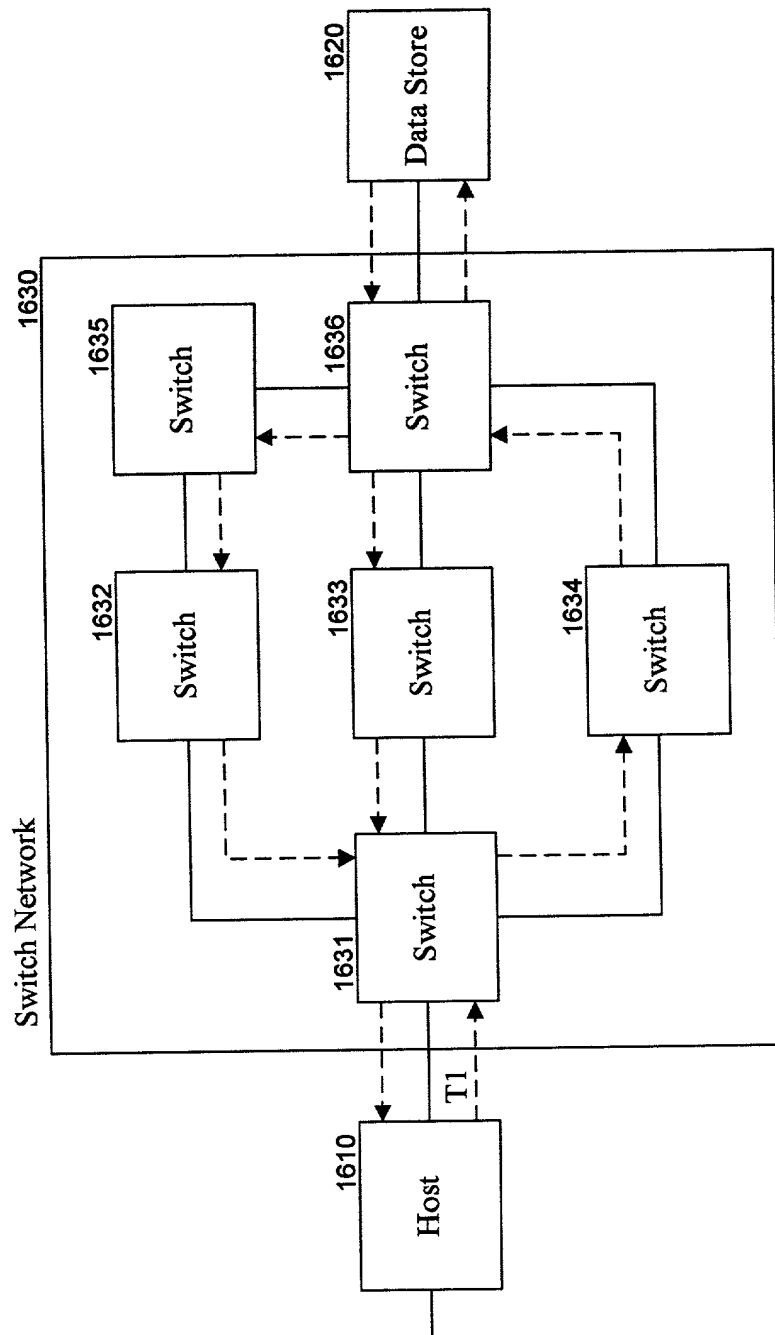 Switch Network
1630
1632
Switch
1635
Switch
1610
Host
T1
1631
Switch
1633
Switch
1636
Switch
1620
Data Store
1634
Switch